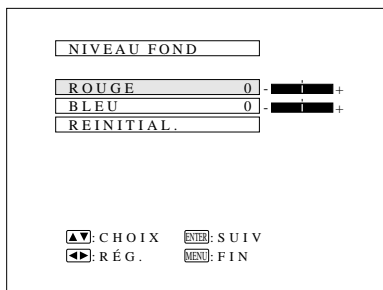 NIVEAU FOND
ROUGE 0 - +
BLEU 0 - +
REINITIAL.
▲▼: CHOIX ENTER: SUIV
◀▶: RÉG. MENU: FIN